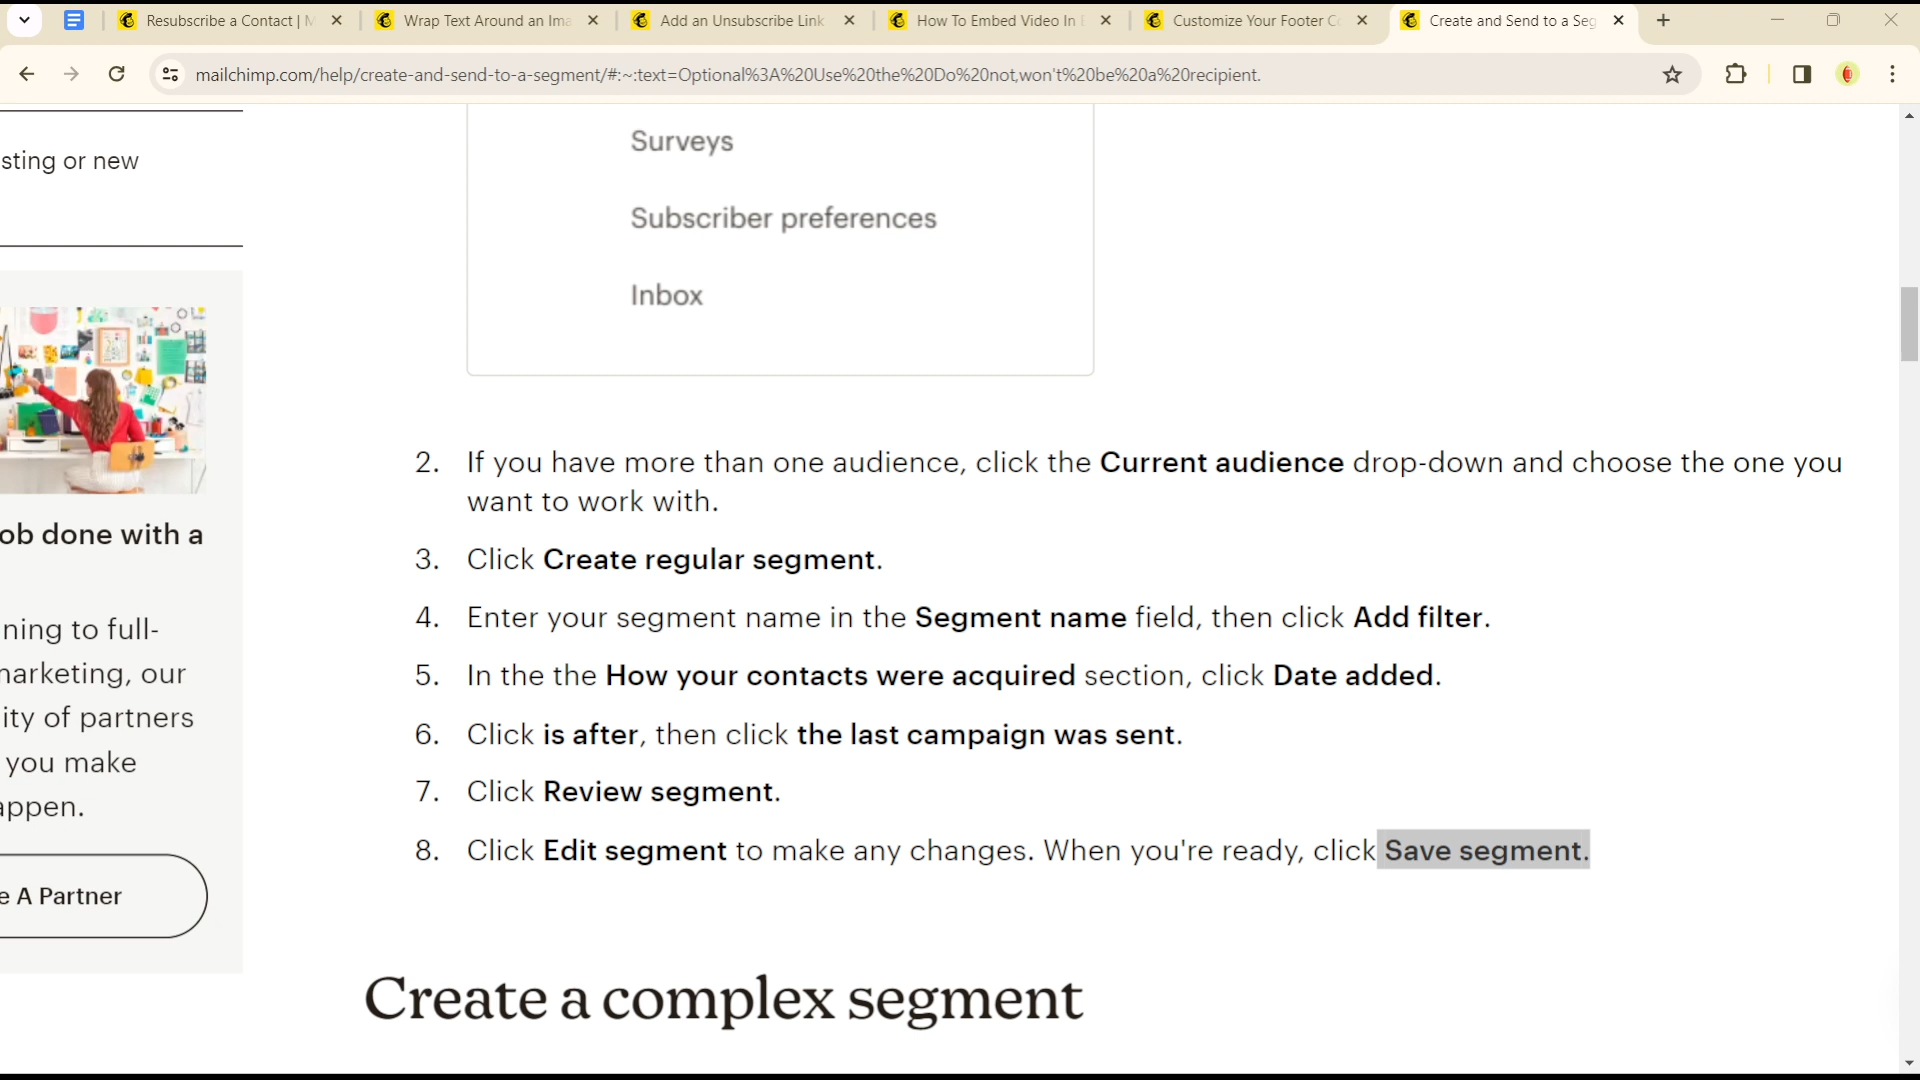 Resubscribe a Contact | M
Wrap Text Around an Ima
Add an Unsubscribe Link
How To Embed Video In E
Customize Your Footer Co
Create and Send to a Seg
mailchimp.com/help/create-and-send-to-a-segment/#:~:text=Optional%3A%20Use%20the%20Do%20not,won't%20be%20a%20recipient.
sting or new
ob done with a
ning to full-
marketing, our
ity of partners
you make
appen.
e A Partner
Surveys
Subscriber preferences
Inbox
2. If you have more than one audience, click the Current audience drop-down and choose the one you
want to work with.
3. Click Create regular segment.
4. Enter your segment name in the Segment name field, then click Add filter.
5. In the the How your contacts were acquired section, click Date added.
6. Click is after, then click the last campaign was sent.
7. Click Review segment.
8. Click Edit segment to make any changes. When you're ready, click Save segment.
Create a complex segment